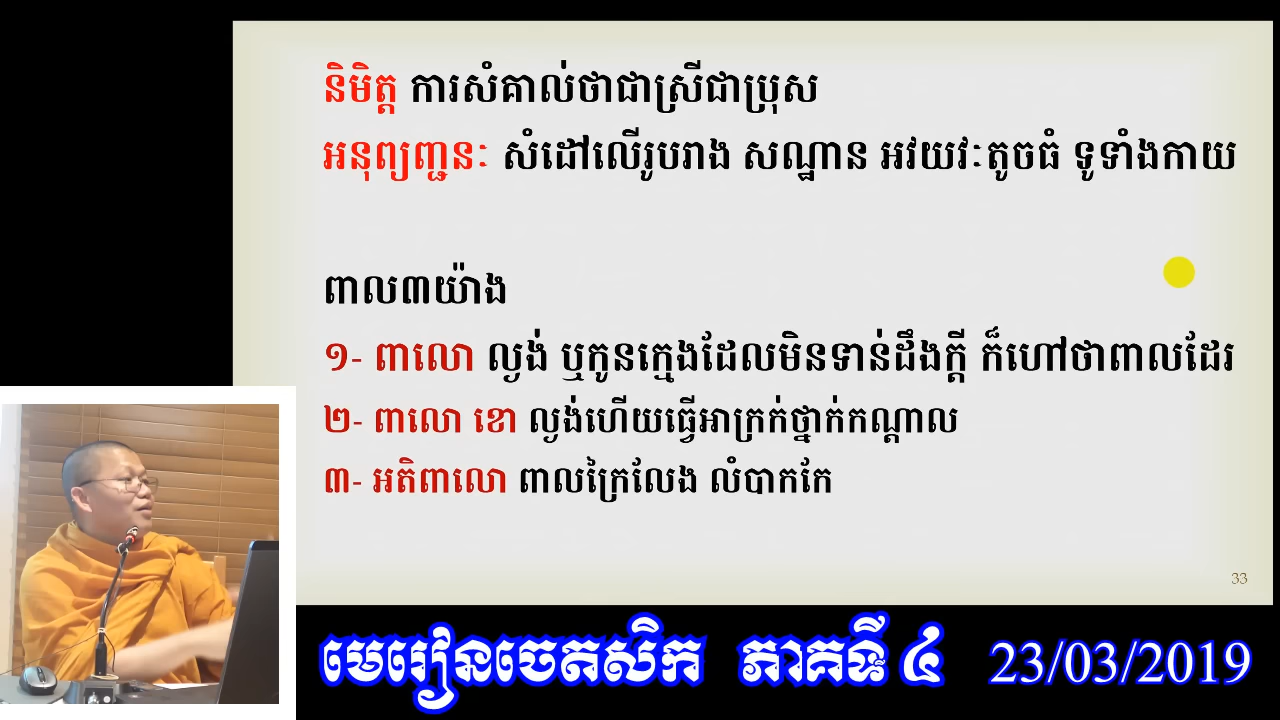 និមិត្ត ការសំគាល់ថាជាស្រីជាប្រុស
អនុព្យញ្ជនៈ សំដៅលើរូបរាង សណ្ឋាន អវយវៈតូចធំ ទូទាំងកាយ
ពាល៣យ៉ាង
១- ពាលោ ល្ងង់ ឬកូនក្មេងដែលមិនទាន់ដឹងក្តី ក៏ហៅថាពាលដែរ
២- ពាលោ ខោ ល្ងង់ហើយធ្វើអាក្រក់ថ្នាក់កណ្តាល
៣- អតិពាលោ ពាលក្រៃលែង លំបាកកែ
33
មេរៀនចេតសិក ភាគទី ៤ 23/03/2019